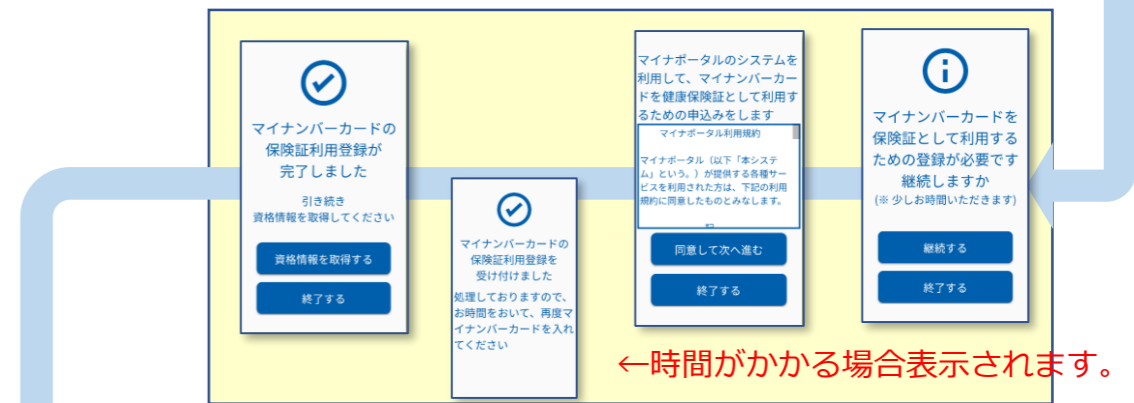 マイナンバーカードを
保険証として利用する
ための登録が必要です
継続しますか
(※ 少しお時間いただきます)
継続する
終了する
マイナポータルのシステムを
利用して、マイナンバーカー
ドを健康保険証として利用す
るための申込みをします
マイナポータル利用規約
マイナポータル（以下「本システ
ム」という。）が提供する各種サー
ビスを利用された方は、下記の利用
規約に同意したものとみなします。
同意して次へ進む
終了する
マイナンバーカードの
保険証利用登録を
受け付けました
処理しておりますので、
お時間をおいて、再度マ
イナンバーカードを入れ
てください
←時間がかかる場合表示されます。
マイナンバーカードの
保険証利用登録が
完了しました
引き続き
資格情報を取得してください
資格情報を取得する
終了する